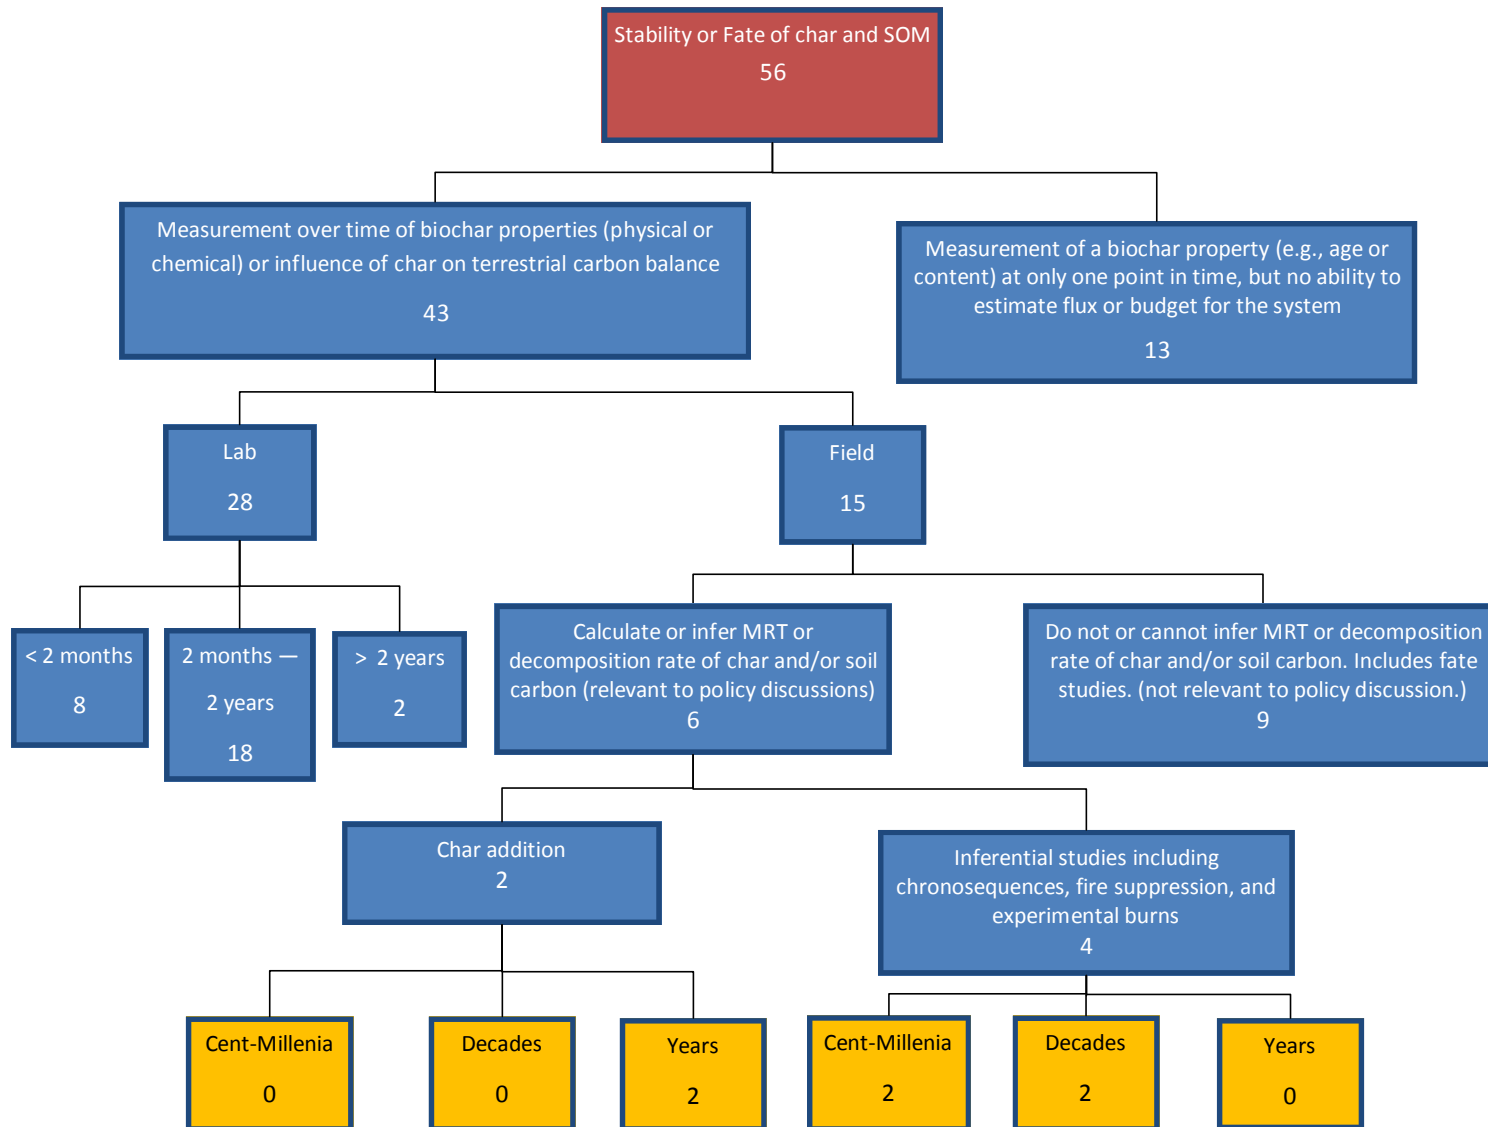 Stability or Fate of char and SOM
56
Measurement over time of biochar properties (physical or
chemical) or influence of char on terrestrial carbon balance
43
Measurement of a biochar property (e.g., age or
content) at only one point in time, but no ability to
estimate flux or budget for the system
13
Lab
28
Field
15
< 2 months
8
2 months —
2 years
18
> 2 years
2
Calculate or infer MRT or
decomposition rate of char and/or soil
carbon (relevant to policy discussions)
6
Do not or cannot infer MRT or decomposition
rate of char and/or soil carbon. Includes fate
studies. (not relevant to policy discussion.)
9
Char addition
2
Inferential studies including
chronosequences, fire suppression, and
experimental burns
4
Cent-Millenia
0
Decades
0
Years
2
Cent-Millenia
2
Decades
2
Years
0